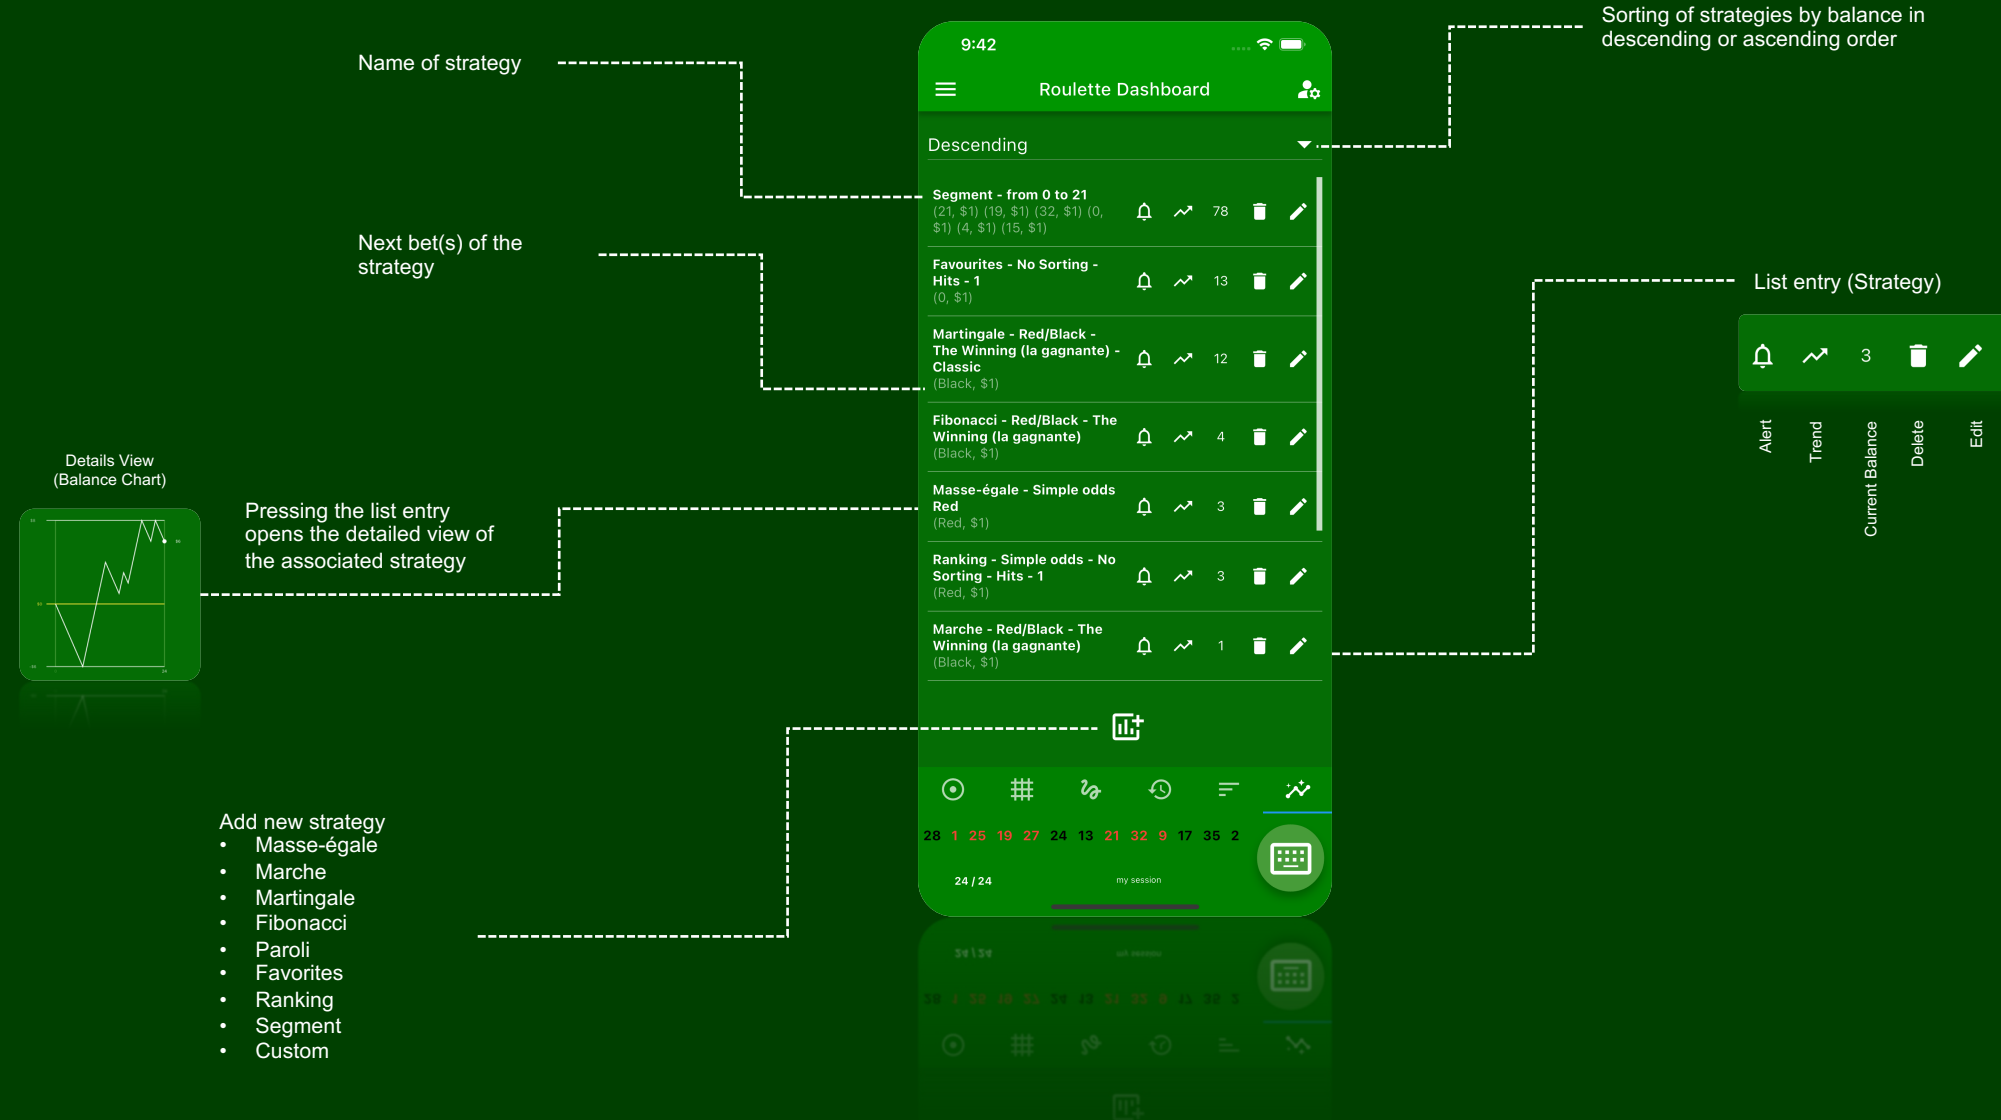 Sorting of strategies by balance in
descending or ascending order
Name of strategy
Next bet(s) of the
strategy
Details View
(Balance Chart)
Pressing the list entry
opens the detailed view of
the associated strategy
Add new strategy
• Masse-égale
• Marche
• Martingale
• Fibonacci
• Paroli
• Favorites
• Ranking
• Segment
• Custom
9:42
Roulette Dashboard
Descending
Segment - from 0 to 21
(21, $1) (19, $1) (32, $1) (0,
$1) (4, $1) (15, $1)
78
Favourites - No Sorting -
Hits - 1
(0, $1)
13
Martingale - Red/Black -
The Winning (la gagnante) -
Classic
(Black, $1)
12
Fibonacci - Red/Black - The
Winning (la gagnante)
(Black, $1)
4
Masse-égale - Simple odds
Red
(Red, $1)
3
Ranking - Simple odds - No
Sorting - Hits - 1
(Red, $1)
3
Marche - Red/Black - The
Winning (la gagnante)
(Black, $1)
1
28 1 25 19 27 24 13 21 32 9 17 35 2
24 / 24
my session
List entry (Strategy)
3
Alert
Trend
Current Balance
Delete
Edit